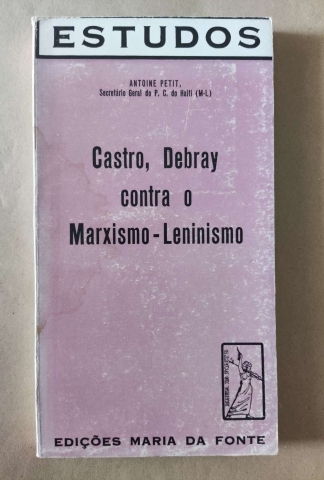 ESTUDOS
ANTOINE PETIT,
Secretário Geral do P. C. do Haiti (M-L)
Castro, Debray
contra o
Marxismo-Leninismo
EDIÇÕES MARIA DA FONTE